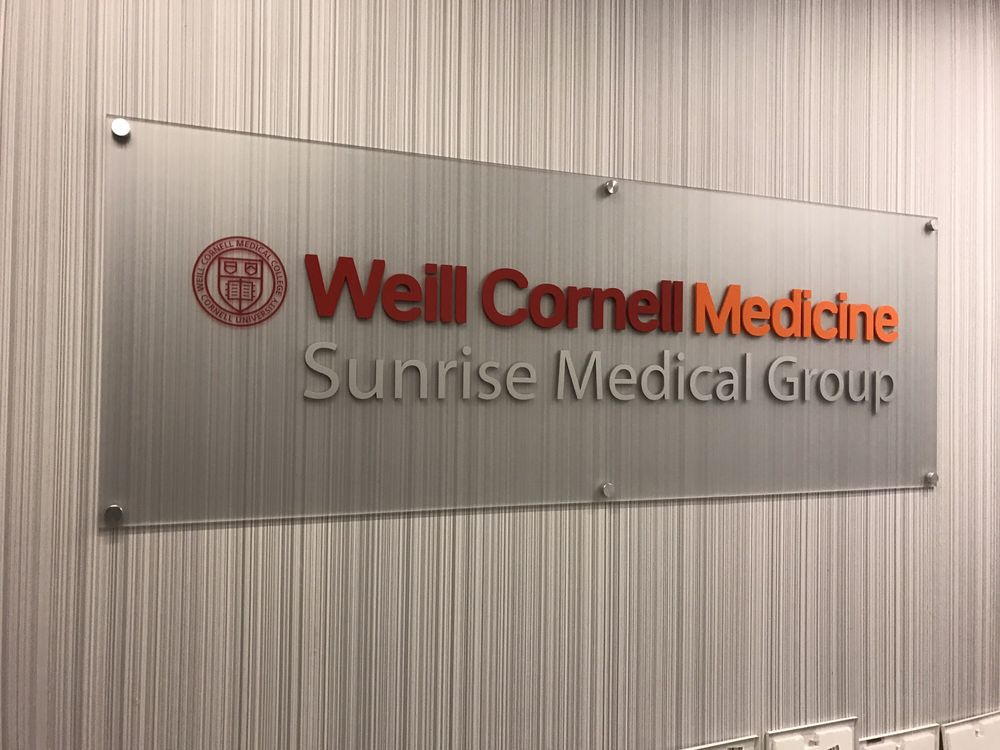 WEILL CORNELL MEDICAL COLLEGE
CORNELL UNIVERSITY
Weill Cornell Medicine
Sunrise Medical Group